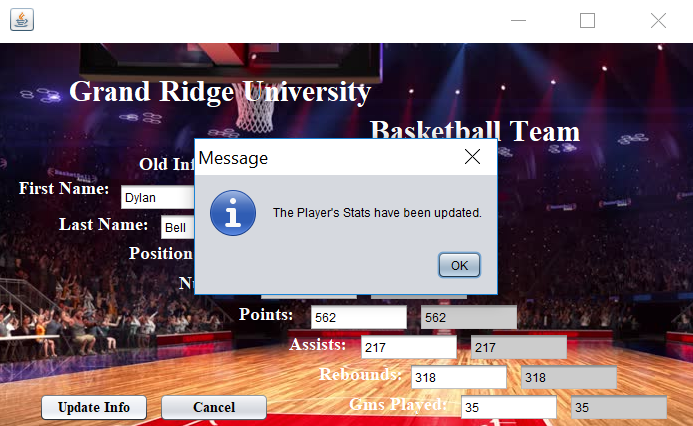 Grand Ridge University
Basketball Team
Message
Old Inf
First Name:
Dylan
The Player's Stats have been updated.
Last Name:
Bell
Position
OK
Points:
562
562
Assists:
217
217
Rebounds:
318
318
Update Info
Cancel
Gms Played:
35
35